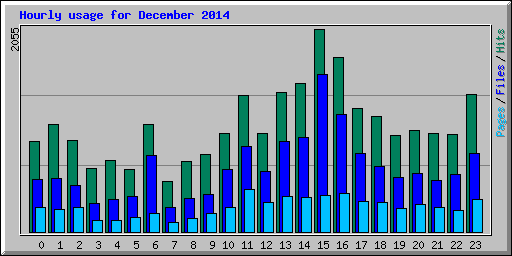 Hourly usage for December 2014
2055
Pages/Files/Hits
0 1 2 3 4 5 6 7 8 9 10 11 12 13 14 15 16 17 18 19 20 21 22 23